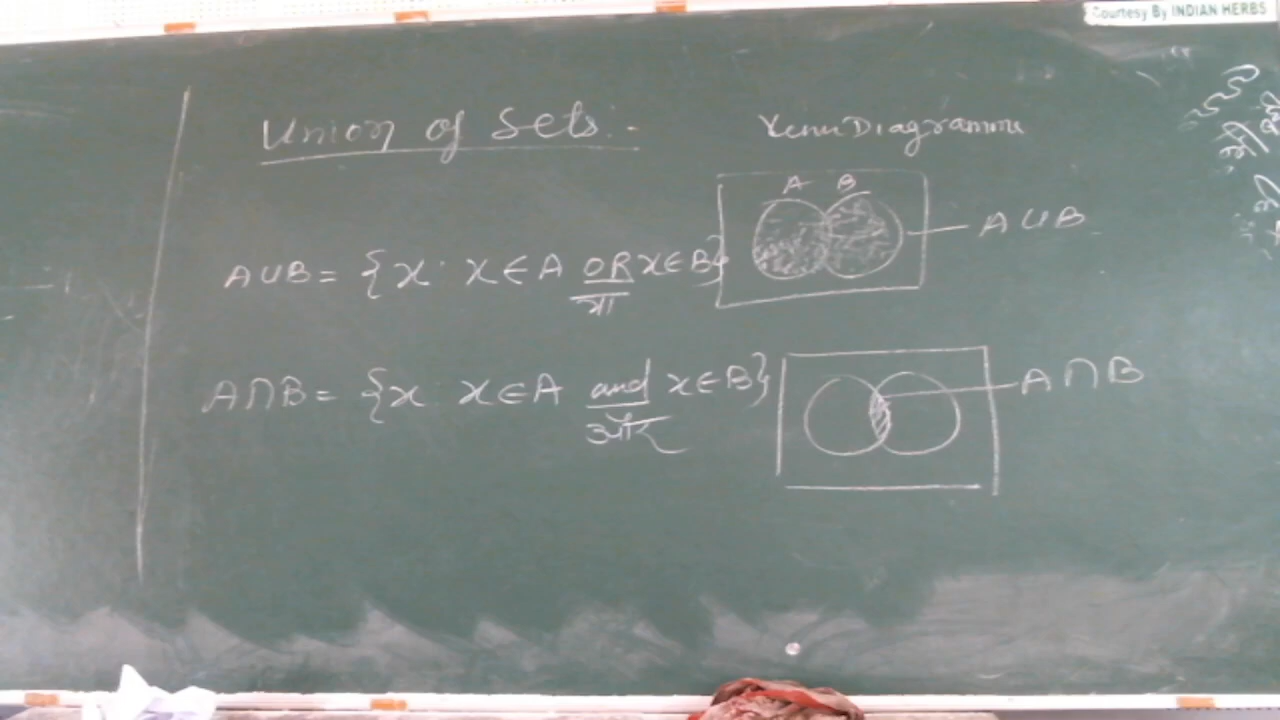 Courtesy By INDIAN HERBS
Union of Sets:-
Venn Diagramme
A B
A∪B
A∪B = {x : x∈A OR x∈B}
या
A∩B = {x x∈A and x∈B}
और
A∩B